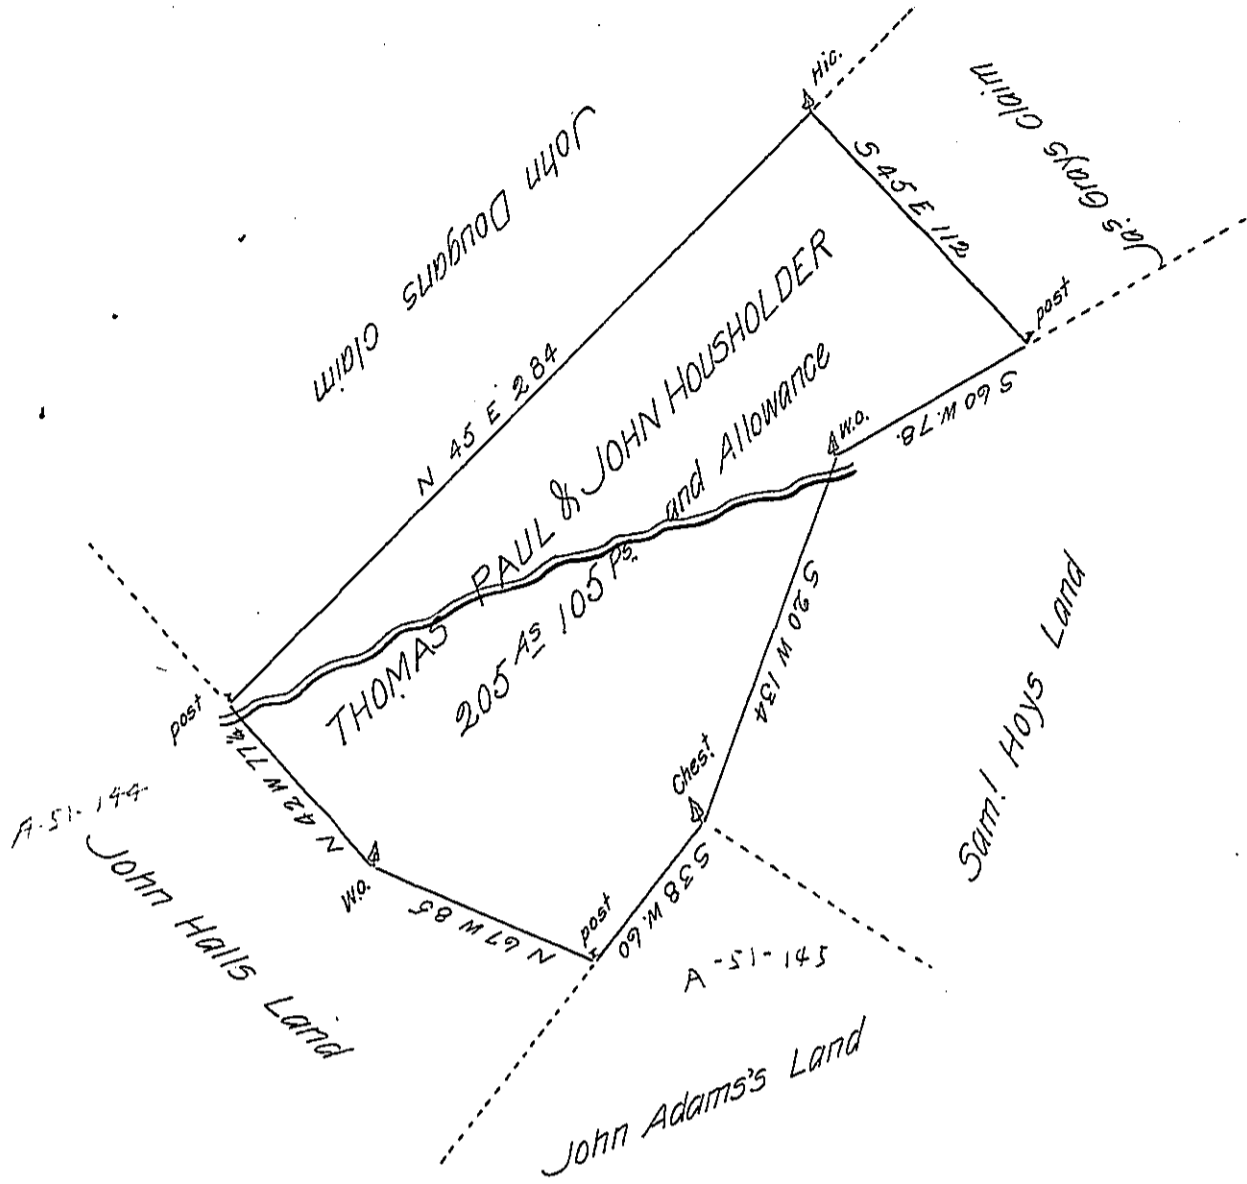 Hic.
Jas. Grays claim
S 45 E 112
John Dougans claim
post
N 45 E 284
S 60 W. 78.
w.o.
THOMAS PAUL & JOHN HOUSHOLDER
205 As 105 Ps. and Allowance
S 20 W 134
Saml. Hoys Land
post
N 42 W 77¼
A-51-144
John Halls Land
W.O.
N 67 W 85
Chest.
post
S 38 W. 60
A-51-145
John Adams's Land